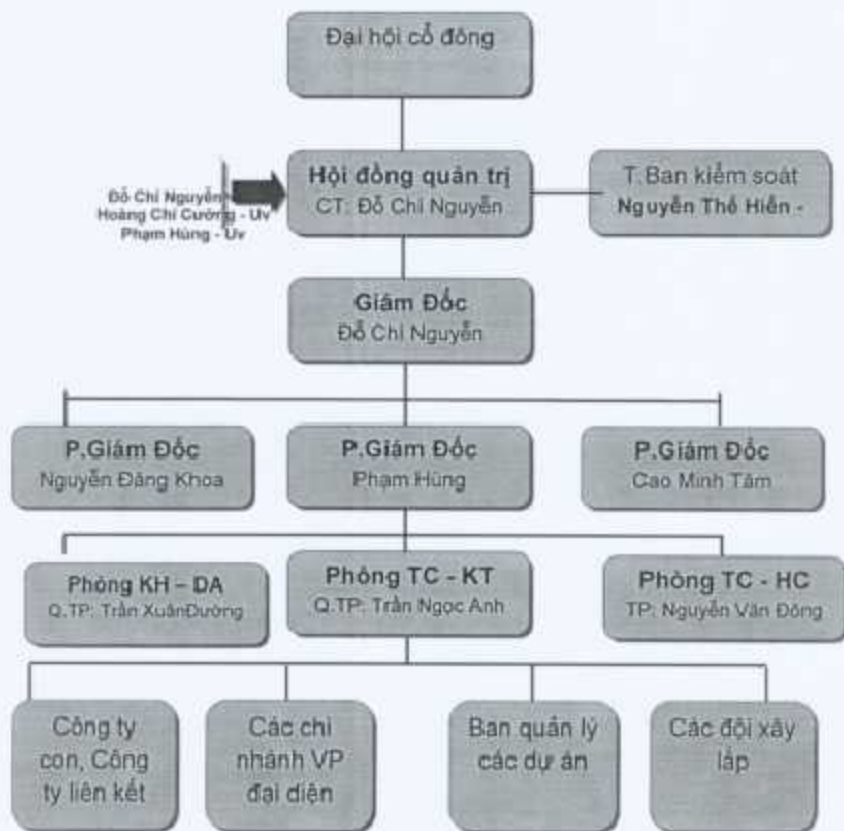 Đại hội cổ đông
Hội đồng quản trị
CT: Đỗ Chí Nguyễn
T.Ban kiểm soát
Nguyễn Thế Hiển -
Đỗ Chí Nguyễn
Hoàng Chí Cường - Uv
Phạm Hùng - Uv
Giám Đốc
Đỗ Chí Nguyễn
P.Giám Đốc
Nguyễn Đăng Khoa
P.Giám Đốc
Phạm Hùng
P.Giám Đốc
Cao Minh Tâm
Phòng KH – DA
Q.TP: Trần XuânĐường
Phòng TC - KT
Q.TP: Trần Ngọc Anh
Phòng TC - HC
TP: Nguyễn Văn Đông
Công ty
con, Công
ty liên kết
Các chi
nhánh VP
đại diện
Ban quản lý
các dự án
Các đội xây
lắp